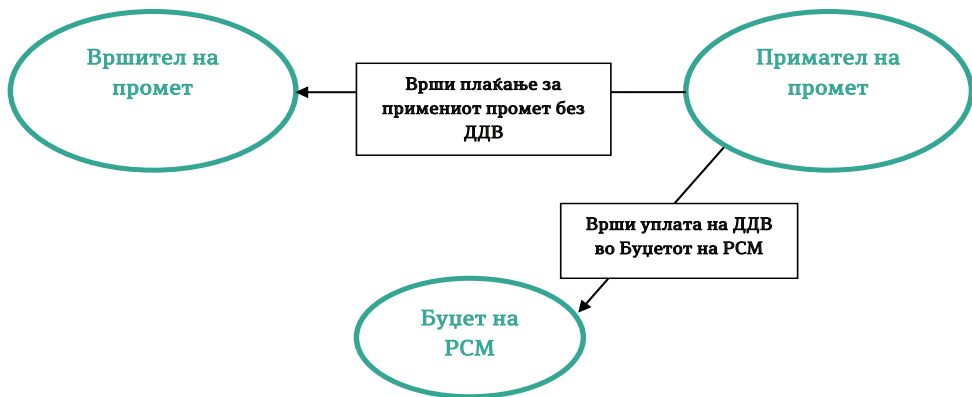 Вршител на
промет
Врши плаќање за
примениот промет без
ДДВ
Примател на
промет
Врши уплата на ДДВ
во Буџетот на РСМ
Буџет на
РСМ